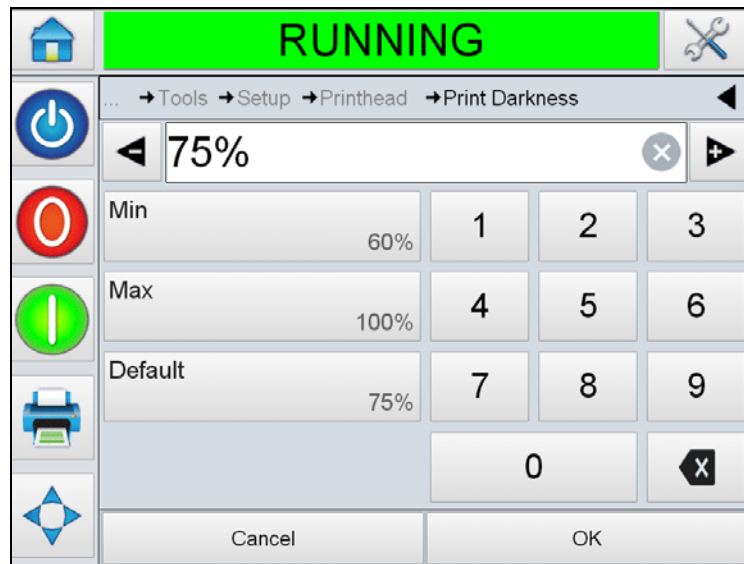 RUNNING
... →Tools →Setup →Printhead →Print Darkness
75%
Min
60%
1 2 3
Max
100%
4 5 6
Default
75%
7 8 9
0 X
Cancel OK